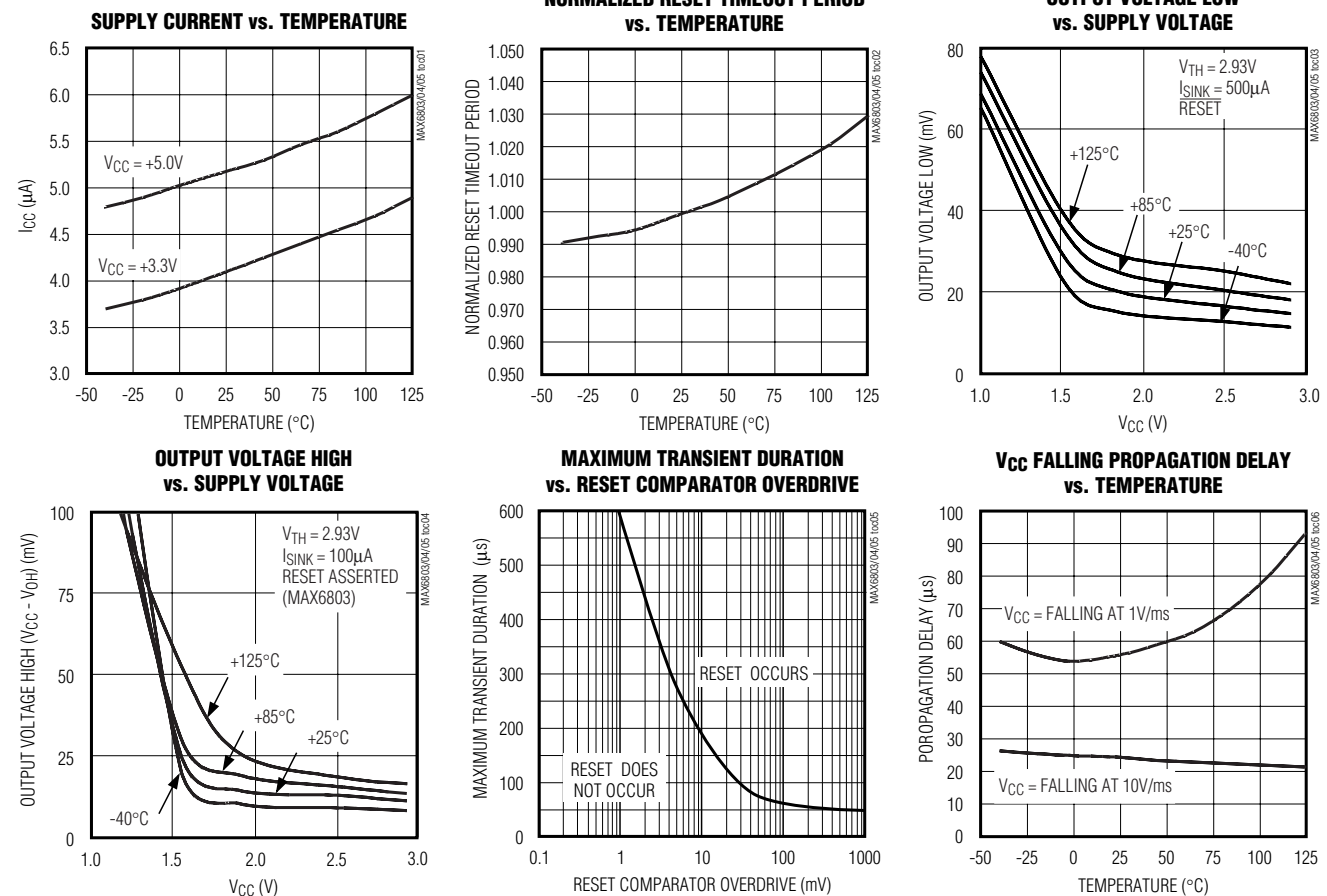 SUPPLY CURRENT vs. TEMPERATURE
6.5
6.0
5.5
5.0
4.5
4.0
3.5
3.0
ICC (μA)
VCC = +5.0V
VCC = +3.3V
-50 -25 0 25 50 75 100 125
TEMPERATURE (°C)
MAX6803/04/05 toc01
NORMALIZED RESET TIMEOUT PERIOD
vs. TEMPERATURE
1.050
1.040
1.030
1.020
1.010
1.000
0.990
0.980
0.970
0.960
0.950
NORMALIZED RESET TIMEOUT PERIOD
-50 -25 0 25 50 75 100 125
TEMPERATURE (°C)
MAX6803/04/05 toc02
OUTPUT VOLTAGE LOW
vs. SUPPLY VOLTAGE
80
60
40
20
0
OUTPUT VOLTAGE LOW (mV)
VTH = 2.93V
ISINK = 500μA
RESET
+125°C
+85°C
+25°C
-40°C
1.0 1.5 2.0 2.5 3.0
VCC (V)
MAX6803/04/05 toc03
OUTPUT VOLTAGE HIGH
vs. SUPPLY VOLTAGE
100
75
50
25
0
OUTPUT VOLTAGE HIGH (VCC - VOH) (mV)
VTH = 2.93V
ISINK = 100μA
RESET ASSERTED
(MAX6803)
+125°C
+85°C
+25°C
-40°C
1.0 1.5 2.0 2.5 3.0
VCC (V)
MAX6803/04/05 toc04
MAXIMUM TRANSIENT DURATION
vs. RESET COMPARATOR OVERDRIVE
600
500
400
300
200
100
0
MAXIMUM TRANSIENT DURATION (μs)
RESET OCCURS
RESET DOES
NOT OCCUR
0.1 1 10 100 1000
RESET COMPARATOR OVERDRIVE (mV)
MAX6803/04/05 toc05
VCC FALLING PROPAGATION DELAY
vs. TEMPERATURE
100
90
80
70
60
50
40
30
20
10
0
POROPAGATION DELAY (μs)
VCC = FALLING AT 1V/ms
VCC = FALLING AT 10V/ms
-50 -25 0 25 50 75 100 125
TEMPERATURE (°C)
MAX6803/04/05 toc06